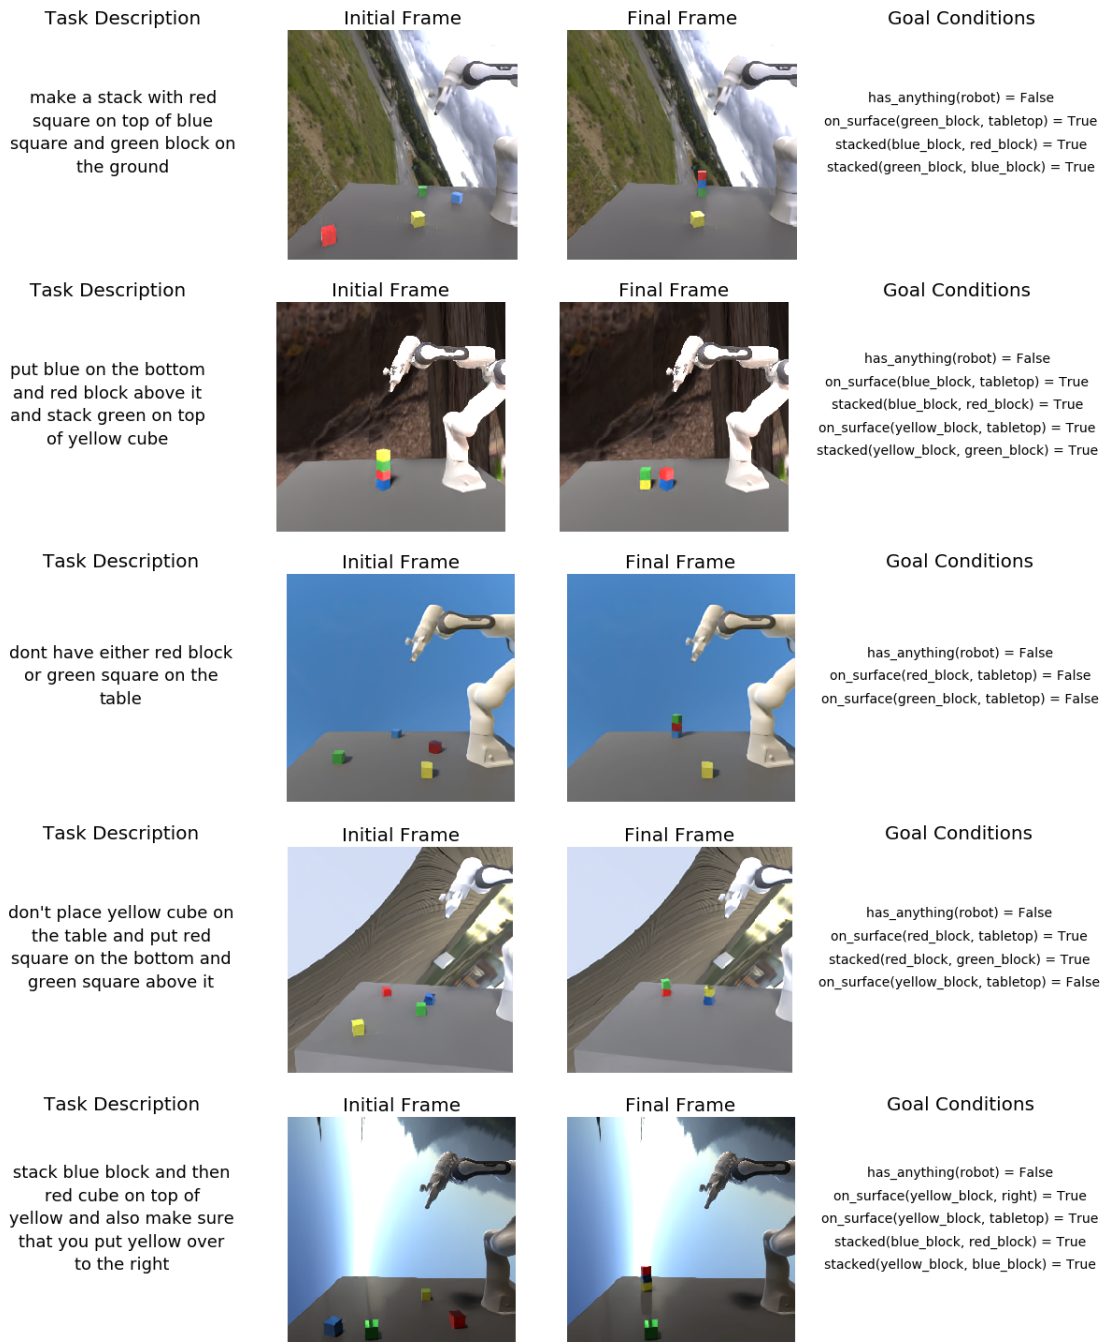 Task Description
Initial Frame
Final Frame
Goal Conditions
make a stack with red
square on top of blue
square and green block on
the ground
has_anything(robot) = False
on_surface(green_block, tabletop) = True
stacked(blue_block, red_block) = True
stacked(green_block, blue_block) = True
Task Description
Initial Frame
Final Frame
Goal Conditions
put blue on the bottom
and red block above it
and stack green on top
of yellow cube
has_anything(robot) = False
on_surface(blue_block, tabletop) = True
stacked(blue_block, red_block) = True
on_surface(yellow_block, tabletop) = True
stacked(yellow_block, green_block) = True
Task Description
Initial Frame
Final Frame
Goal Conditions
dont have either red block
or green square on the
table
has_anything(robot) = False
on_surface(red_block, tabletop) = False
on_surface(green_block, tabletop) = False
Task Description
Initial Frame
Final Frame
Goal Conditions
don't place yellow cube on
the table and put red
square on the bottom and
green square above it
has_anything(robot) = False
on_surface(red_block, tabletop) = True
stacked(red_block, green_block) = True
on_surface(yellow_block, tabletop) = False
Task Description
Initial Frame
Final Frame
Goal Conditions
stack blue block and then
red cube on top of
yellow and also make sure
that you put yellow over
to the right
has_anything(robot) = False
on_surface(yellow_block, right) = True
on_surface(yellow_block, tabletop) = True
stacked(blue_block, red_block) = True
stacked(yellow_block, blue_block) = True